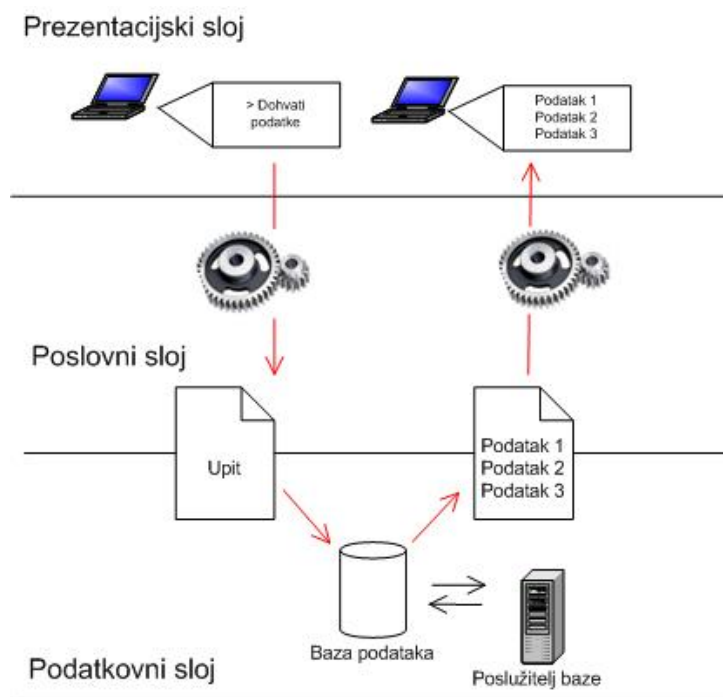 Prezentacijski sloj
> Dohvati
podatke
Podatak 1
Podatak 2
Podatak 3
Poslovni sloj
Upit
Podatak 1
Podatak 2
Podatak 3
Baza podataka
Poslužitelj baze
Podatkovni sloj